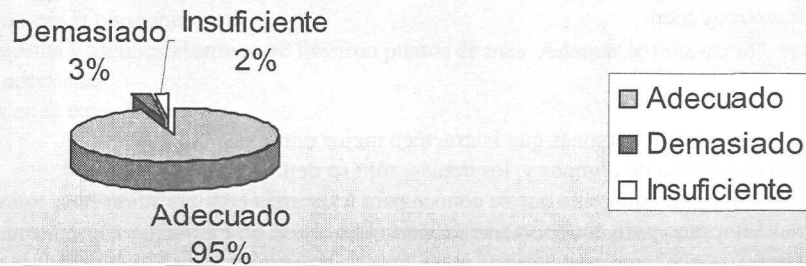 Demasiado
3%
Insuficiente
2%
Adecuado
95%
Adecuado
Demasiado
Insuficiente